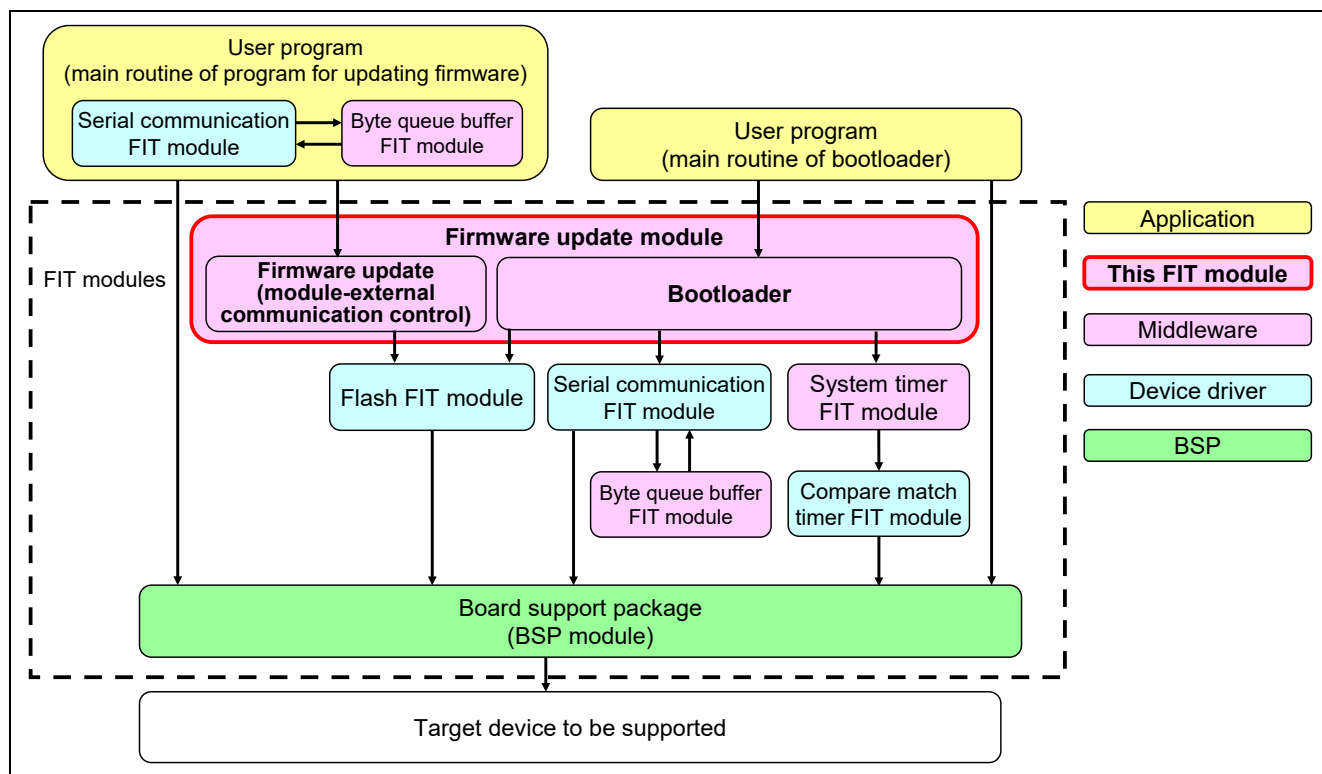 User program
(main routine of program for updating firmware)
Serial communication
FIT module
Byte queue buffer
FIT module
User program
(main routine of bootloader)
FIT modules
Firmware update module
Firmware update
(module-external
communication control)
Bootloader
Flash FIT module
Serial communication
FIT module
System timer
FIT module
Byte queue buffer
FIT module
Compare match
timer FIT module
Board support package
(BSP module)
Target device to be supported
Application
This FIT module
Middleware
Device driver
BSP